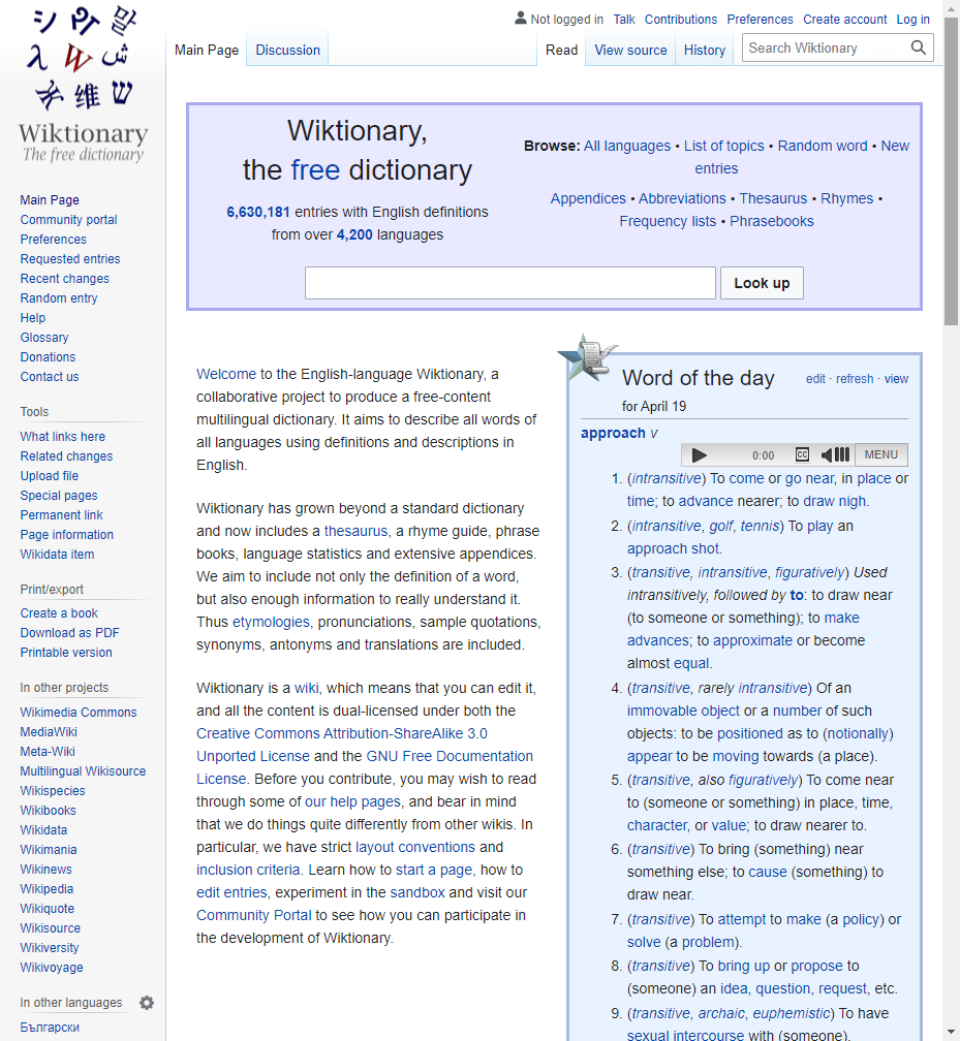 シ Я 말
λ W ش
维 ש
Wiktionary
The free dictionary
Not logged in Talk Contributions Preferences Create account Log in
Main Page Discussion Read View source History Search Wiktionary
Main Page
Community portal
Preferences
Requested entries
Recent changes
Random entry
Help
Glossary
Donations
Contact us
Tools
What links here
Related changes
Upload file
Special pages
Permanent link
Page information
Wikidata item
Print/export
Create a book
Download as PDF
Printable version
In other projects
Wikimedia Commons
MediaWiki
Meta-Wiki
Multilingual Wikisource
Wikispecies
Wikibooks
Wikidata
Wikimania
Wikinews
Wikipedia
Wikiquote
Wikisource
Wikiversity
Wikivoyage
In other languages
Български
Wiktionary,
the free dictionary
6,630,181 entries with English definitions
from over 4,200 languages
Browse: All languages • List of topics • Random word • New
entries
Appendices • Abbreviations • Thesaurus • Rhymes •
Frequency lists • Phrasebooks
Look up
Welcome to the English-language Wiktionary, a
collaborative project to produce a free-content
multilingual dictionary. It aims to describe all words of
all languages using definitions and descriptions in
English.
Wiktionary has grown beyond a standard dictionary
and now includes a thesaurus, a rhyme guide, phrase
books, language statistics and extensive appendices.
We aim to include not only the definition of a word,
but also enough information to really understand it.
Thus etymologies, pronunciations, sample quotations,
synonyms, antonyms and translations are included.
Wiktionary is a wiki, which means that you can edit it,
and all the content is dual-licensed under both the
Creative Commons Attribution-ShareAlike 3.0
Unported License and the GNU Free Documentation
License. Before you contribute, you may wish to read
through some of our help pages, and bear in mind
that we do things quite differently from other wikis. In
particular, we have strict layout conventions and
inclusion criteria. Learn how to start a page, how to
edit entries, experiment in the sandbox and visit our
Community Portal to see how you can participate in
the development of Wiktionary.
Word of the day edit · refresh · view
for April 19
approach v
0:00 CC MENU
1. (intransitive) To come or go near, in place or
time; to advance nearer; to draw nigh.
2. (intransitive, golf, tennis) To play an
approach shot.
3. (transitive, intransitive, figuratively) Used
intransitively, followed by to: to draw near
(to someone or something); to make
advances; to approximate or become
almost equal.
4. (transitive, rarely intransitive) Of an
immovable object or a number of such
objects: to be positioned as to (notionally)
appear to be moving towards (a place).
5. (transitive, also figuratively) To come near
to (someone or something) in place, time,
character, or value; to draw nearer to.
6. (transitive) To bring (something) near
something else; to cause (something) to
draw near.
7. (transitive) To attempt to make (a policy) or
solve (a problem).
8. (transitive) To bring up or propose to
(someone) an idea, question, request, etc.
9. (transitive, archaic, euphemistic) To have
sexual intercourse with (someone).